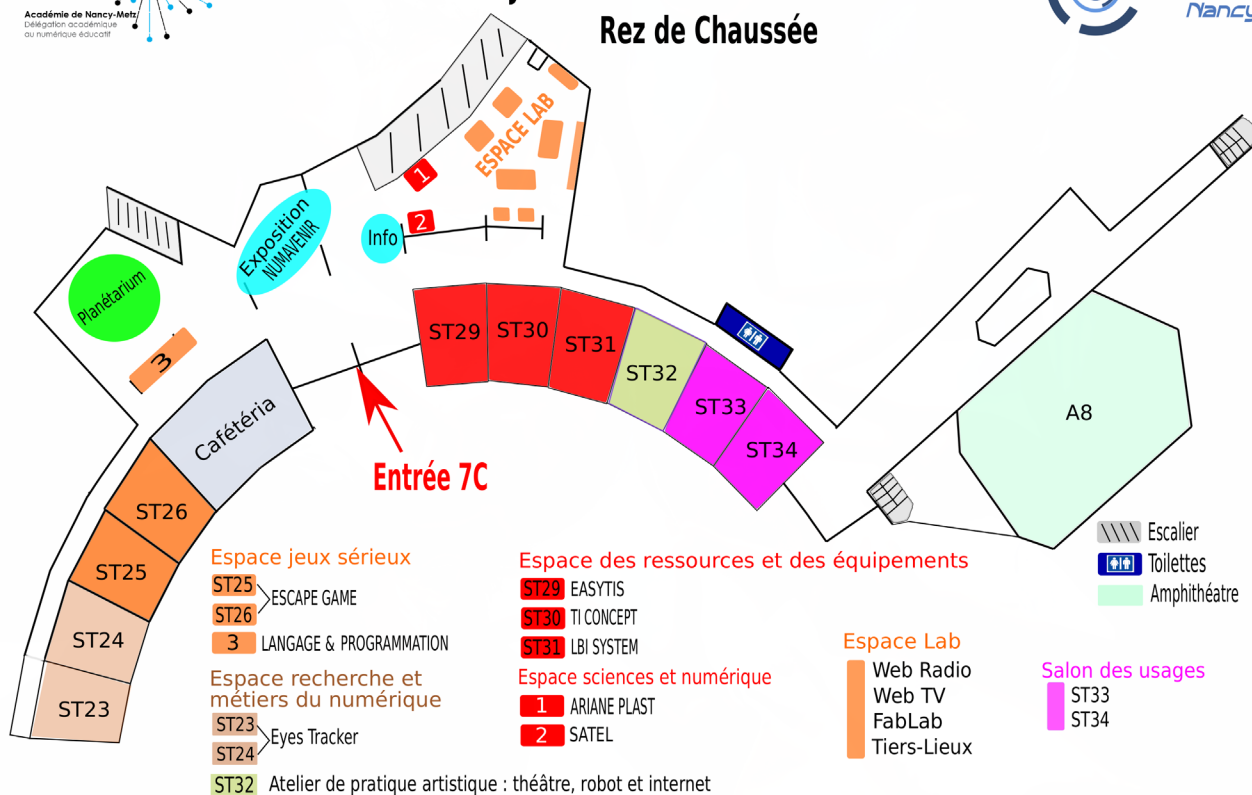 Académie de Nancy-Metz
Délégation académique
au numérique éducatif
Rez de Chaussée
Nancy
ESPACE LAB
1
2
Info
Exposition
NUMAVENIR
Planétarium
3
Cafétéria
ST29
ST30
ST31
ST32
ST33
ST34
A8
Entrée 7C
ST26
ST25
ST24
ST23
Espace jeux sérieux
ST25
ST26
ESCAPE GAME
3 LANGAGE & PROGRAMMATION
Espace recherche et
métiers du numérique
ST23
ST24
Eyes Tracker
ST32 Atelier de pratique artistique : théâtre, robot et internet
Espace des ressources et des équipements
ST29 EASYTIS
ST30 TI CONCEPT
ST31 LBI SYSTEM
Espace sciences et numérique
1 ARIANE PLAST
2 SATEL
Espace Lab
Web Radio
Web TV
FabLab
Tiers-Lieux
Salon des usages
ST33
ST34
Escalier
Toilettes
Amphithéatre